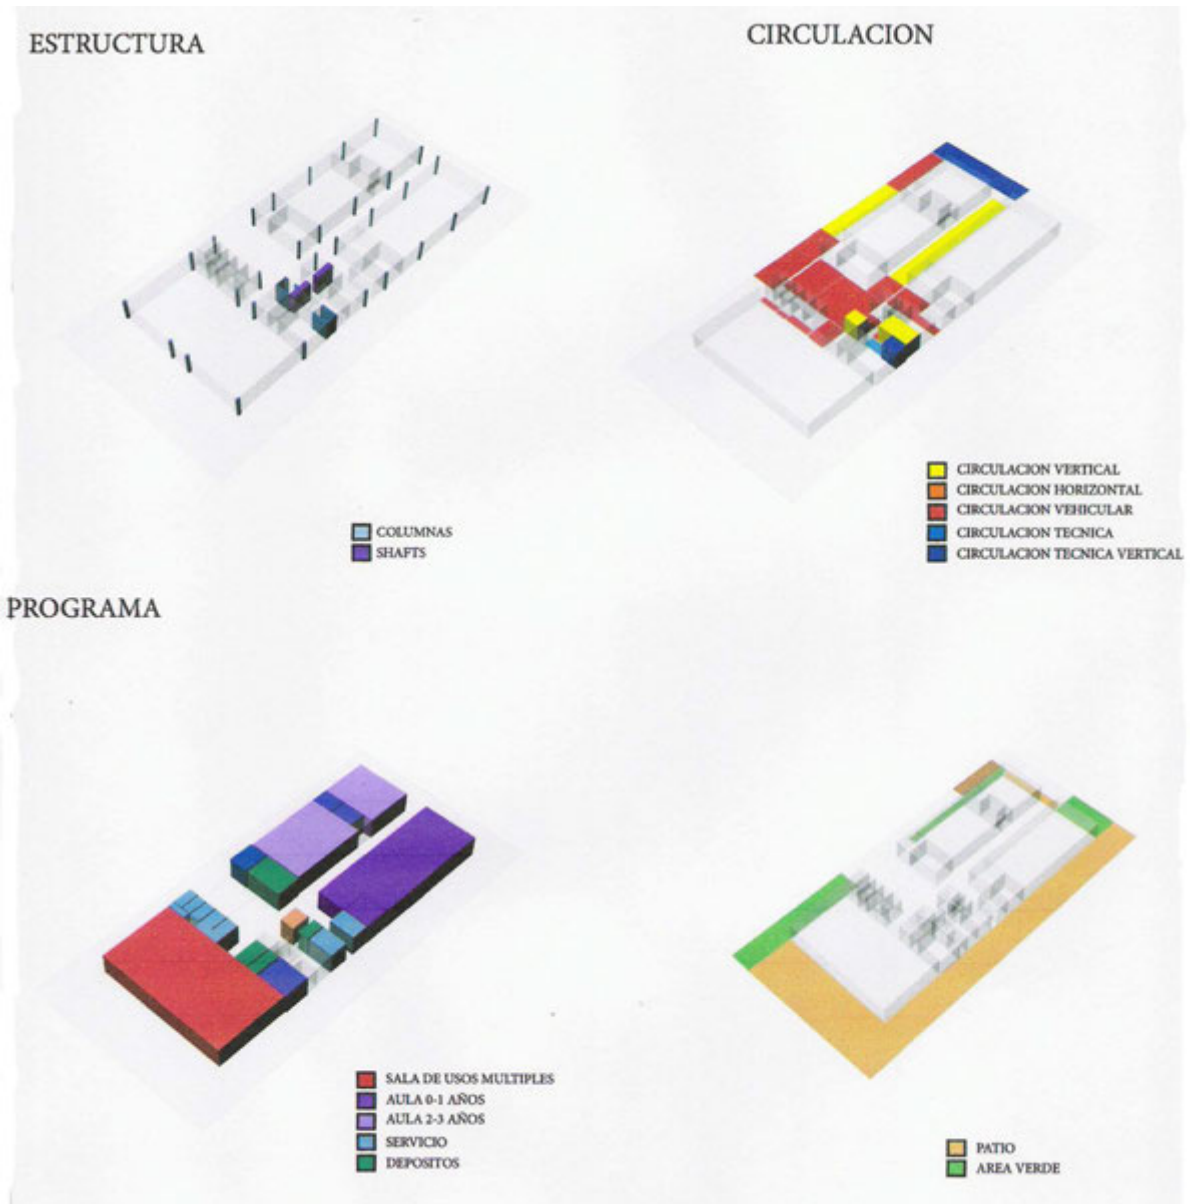 ESTRUCTURA
CIRCULACION
CIRCULACION VERTICAL
CIRCULACION HORIZONTAL
CIRCULACION VEHICULAR
CIRCULACION TECNICA
CIRCULACION TECNICA VERTICAL
COLUMNAS
SHAFTS
PROGRAMA
SALA DE USOS MULTIPLES
AULA 0-1 AÑOS
AULA 2-3 AÑOS
SERVICIO
DEPOSITOS
PATIO
AREA VERDE